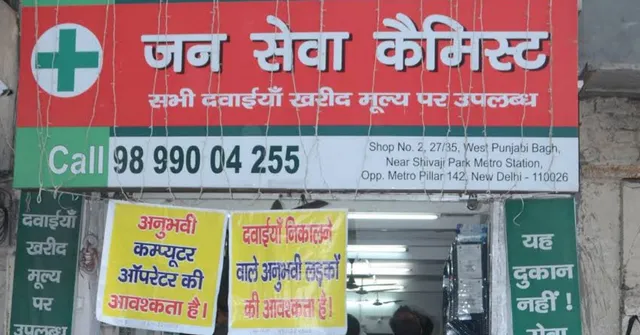 जन सेवा कैमिस्ट
सभी दवाईयाँ खरीद मूल्य पर उपलब्ध
Call 98 990 04 255
Shop No. 2, 27/35, West Punjabi Bagh,
Near Shivaji Park Metro Station,
Opp. Metro Pillar 142, New Delhi - 110026
दवाईयाँ
खरीद
मूल्य
पर
उपलब्ध
अनुभवी
कम्प्यूटर
ऑपरेटर की
आवश्कता है।
दवाईयाँ निकालने
वाले अनुभवी लड़कों
की आवश्कता है।
यह
दुकान
नहीं !
सेवा